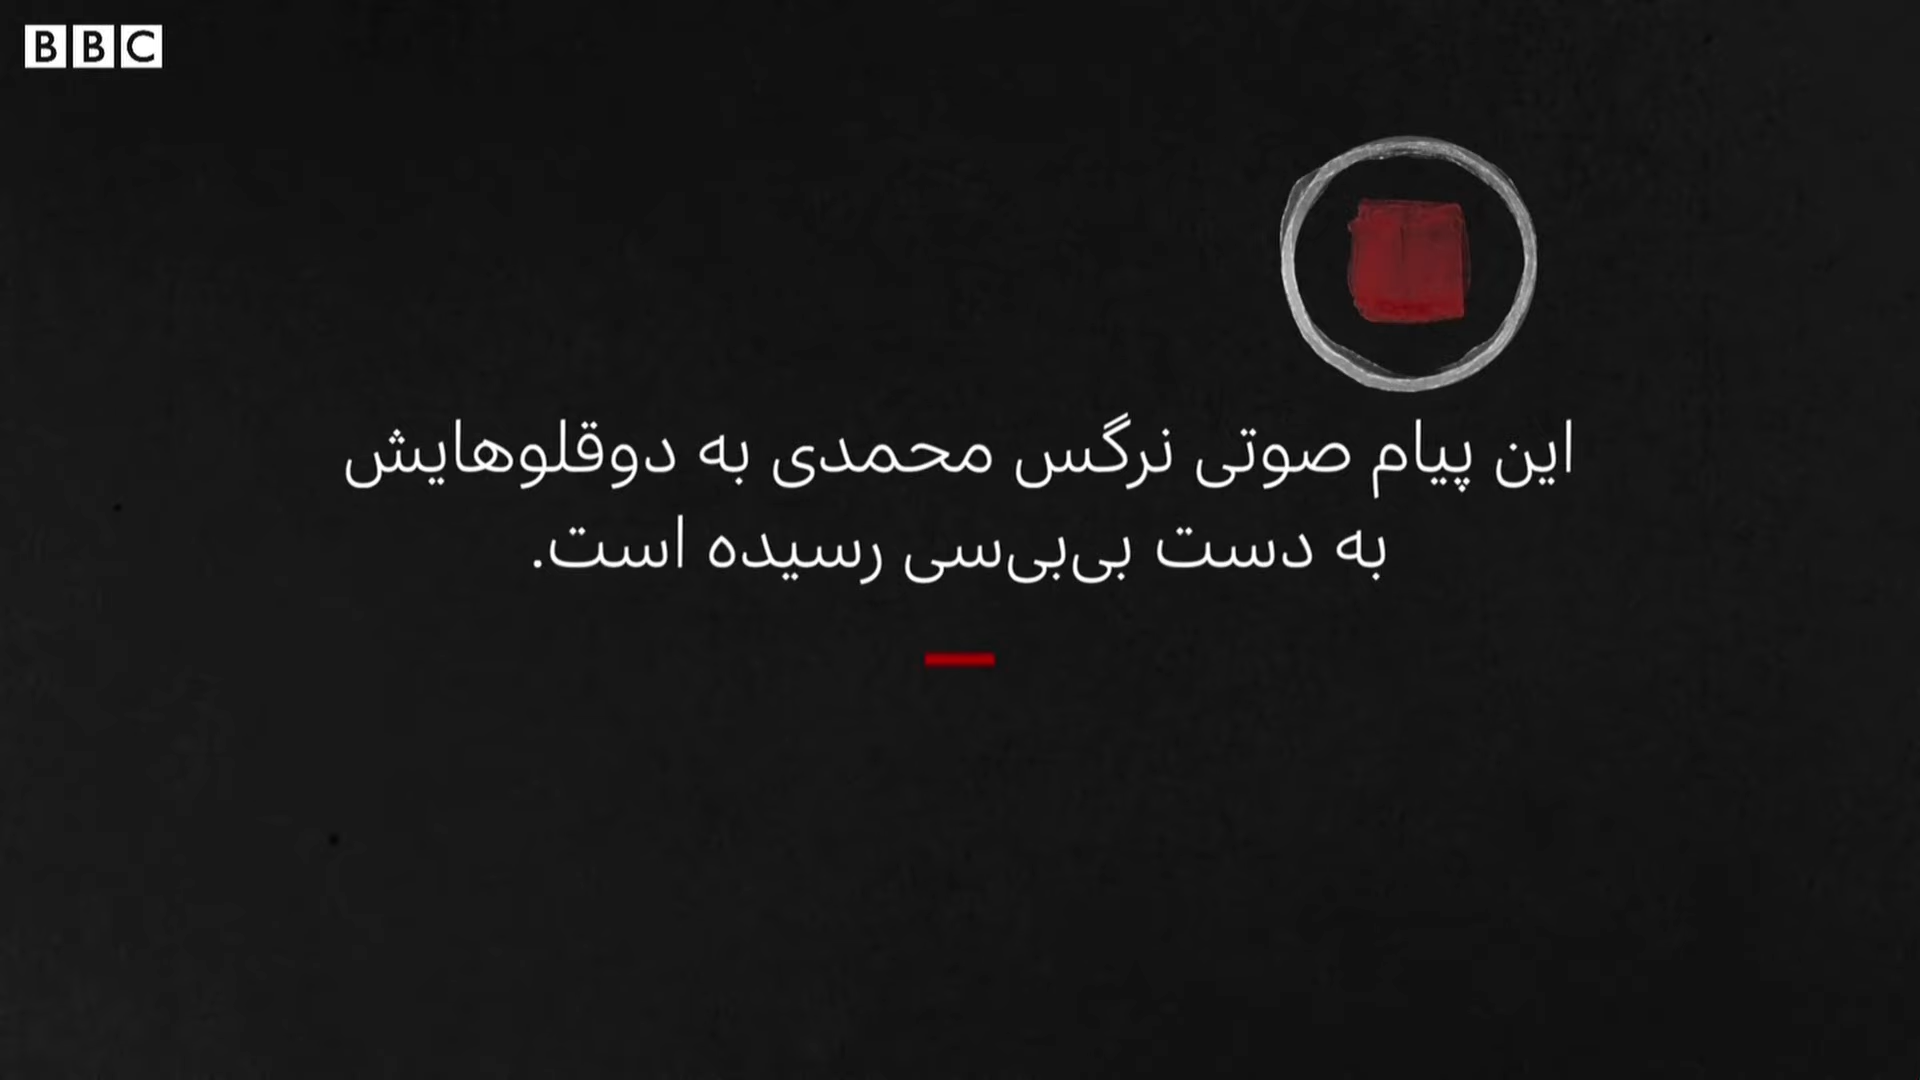 BBC
این پیام صوتی نرگس محمدی به دوقلوهایش
به دست بی‌بی‌سی رسیده است.